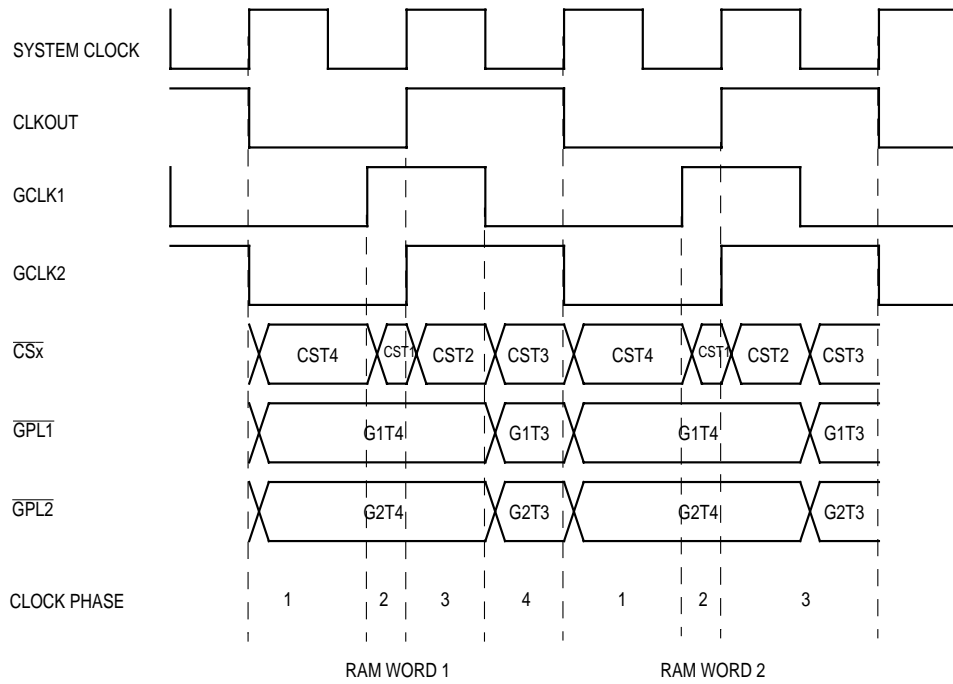 SYSTEM CLOCK
CLKOUT
GCLK1
GCLK2
CSx CST4 CST1 CST2 CST3 CST4 CST1 CST2 CST3
GPL1 G1T4 G1T3 G1T4 G1T3
GPL2 G2T4 G2T3 G2T4 G2T3
CLOCK PHASE 1 2 3 4 1 2 3
RAM WORD 1 RAM WORD 2